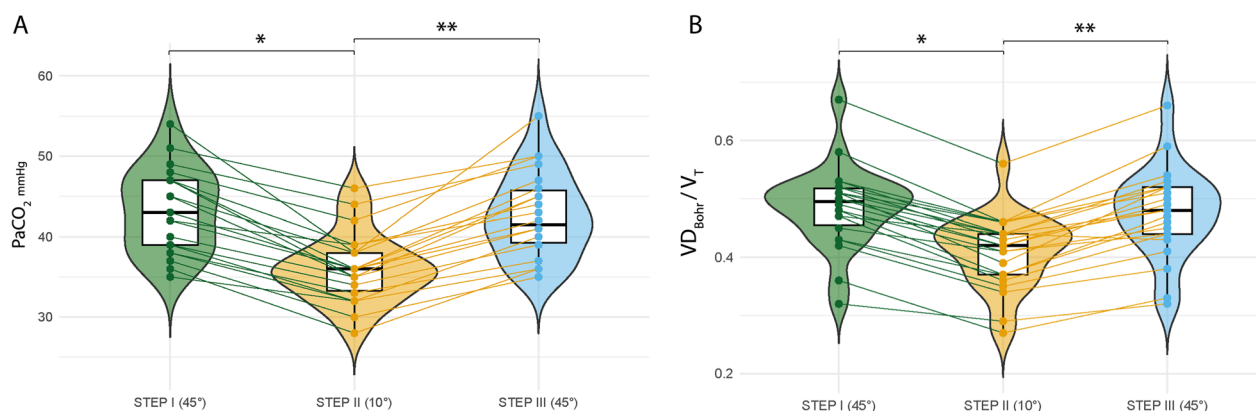 A
* **
PaCO2 mmHg
60
50
40
30
STEP I (45°) STEP II (10°) STEP III (45°)
B
* **
VDBohr/VT
0.6
0.4
0.2
STEP I (45°) STEP II (10°) STEP III (45°)